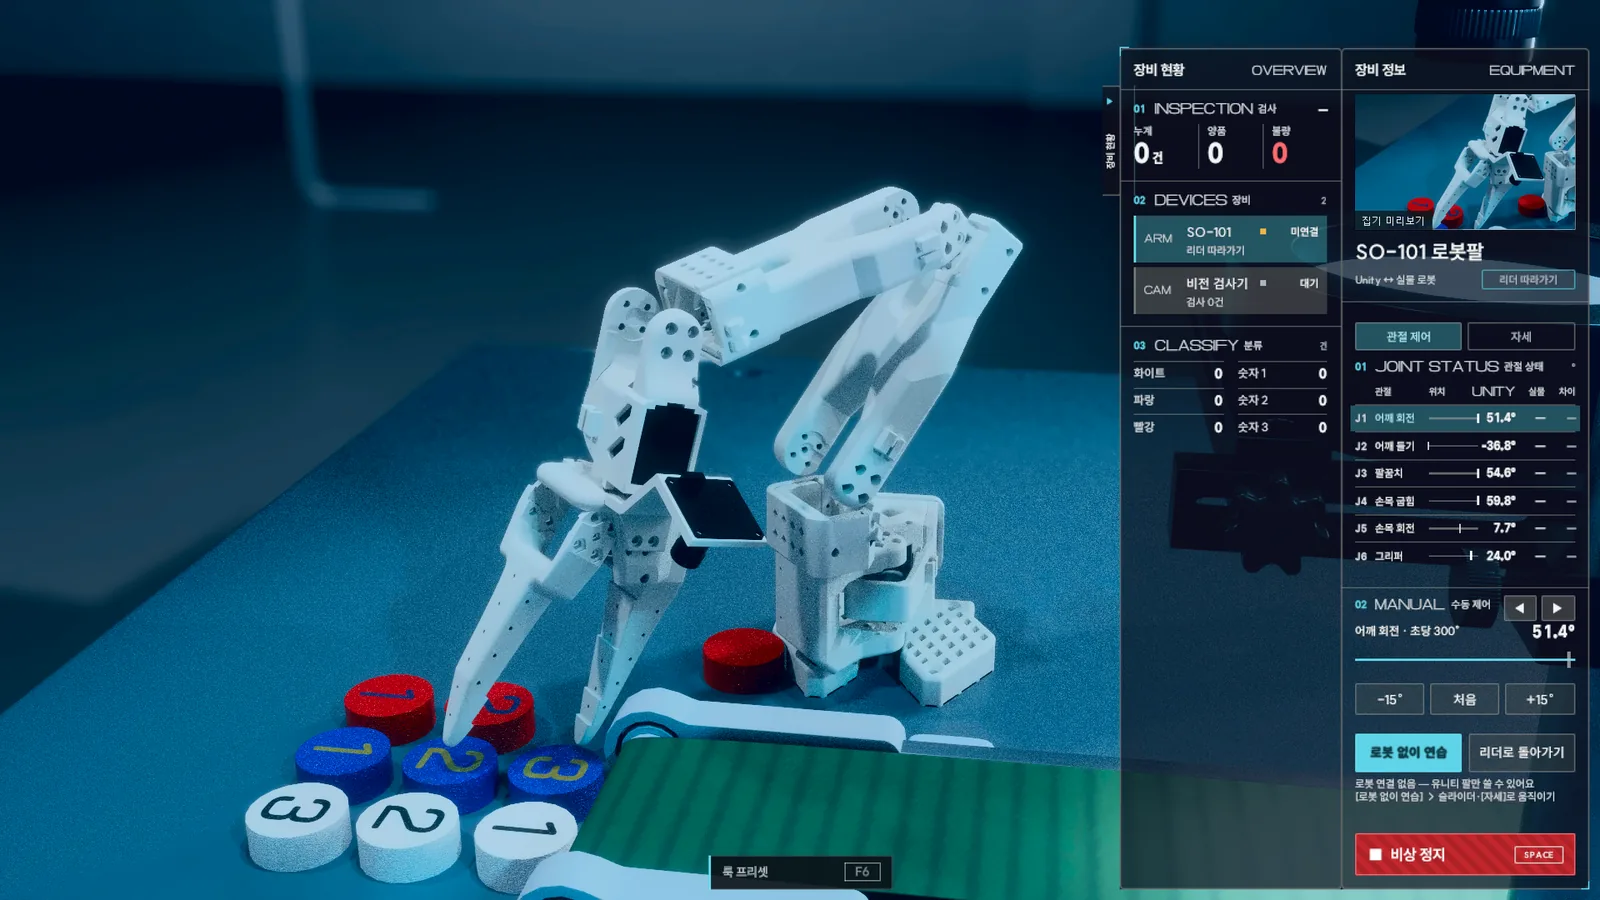 장비 현황 OVERVIEW
01 INSPECTION 검사
누계 양품 불량
0 건 0 0
02 DEVICES 장비 2
ARM SO-101 미연결
리더 따라가기
CAM 비전 검사기 대기
검사 0건
03 CLASSIFY 분류 건
화이트 0 숫자 1 0
파랑 0 숫자 2 0
빨강 0 숫자 3 0
장비 정보 EQUIPMENT
집기 미리보기
SO-101 로봇팔
Unity ↔ 실물 로봇 리더 따라가기
관절 제어 자세
01 JOINT STATUS 관절 상태 °
관절 위치 UNITY 실물 차이
J1 어깨 회전 51.4° — —
J2 어깨 들기 -36.8° — —
J3 팔꿈치 54.6° — —
J4 손목 굽힘 59.8° — —
J5 손목 회전 7.7° — —
J6 그리퍼 24.0° — —
02 MANUAL 수동 제어 ◀ ▶
어깨 회전 · 초당 300° 51.4°
-15° 처음 +15°
로봇 없이 연습 리더로 돌아가기
로봇 연결 없음 — 유니티 팔만 쓸 수 있어요
[로봇 없이 연습] > 슬라이더·[자세]로 움직이기
비상 정지 SPACE
룩 프리셋 F6
1 2
1 2 3
3 2 1